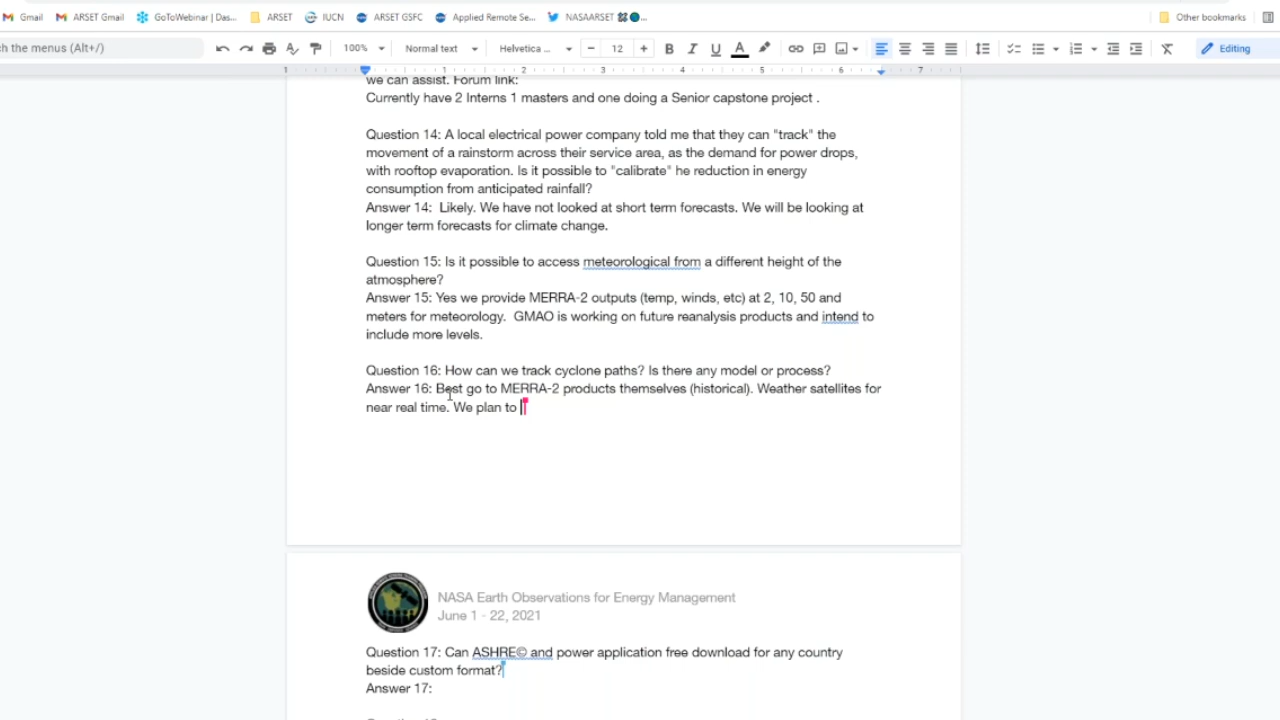 Gmail ARSET Gmail GoToWebinar | Das... ARSET IUCN ARSET GSFC Applied Remote Se... NASAARSET Other bookmarks
ch the menus (Alt+/) 100% Normal text Helvetica ... 12 B I U A Editing
1 1 2 3 4 5 6 7
we can assist. Forum link:
Currently have 2 Interns 1 masters and one doing a Senior capstone project .
Question 14: A local electrical power company told me that they can "track" the
movement of a rainstorm across their service area, as the demand for power drops,
with rooftop evaporation. Is it possible to "calibrate" he reduction in energy
consumption from anticipated rainfall?
Answer 14:  Likely. We have not looked at short term forecasts. We will be looking at
longer term forecasts for climate change.
Question 15: Is it possible to access meteorological from a different height of the
atmosphere?
Answer 15: Yes we provide MERRA-2 outputs (temp, winds, etc) at 2, 10, 50 and
meters for meteorology.  GMAO is working on future reanalysis products and intend to
include more levels.
Question 16: How can we track cyclone paths? Is there any model or process?
Answer 16: Best go to MERRA-2 products themselves (historical). Weather satellites for
near real time. We plan to
NASA Earth Observations for Energy Management
June 1 - 22, 2021
Question 17: Can ASHRE© and power application free download for any country
beside custom format?
Answer 17: